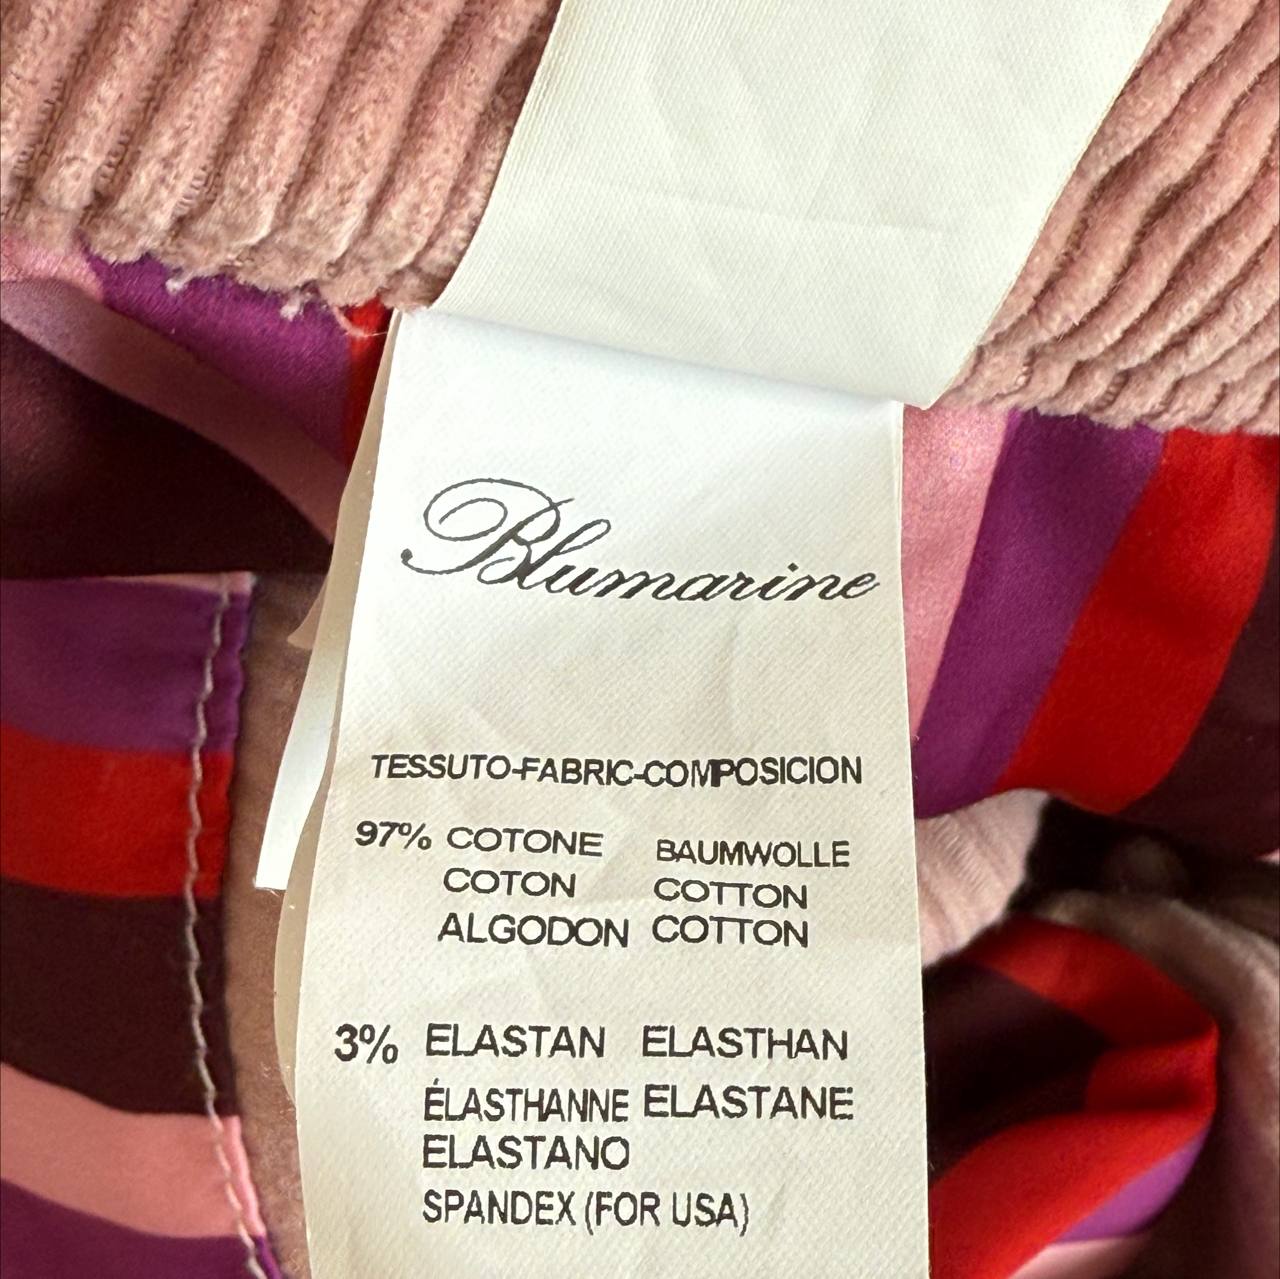 Blumarine
TESSUTO-FABRIC-COMPOSICION
97% COTONE BAUMWOLLE
COTON COTTON
ALGODON COTTON
3% ELASTAN ELASTHAN
ÉLASTHANNE ELASTANE
ELASTANO
SPANDEX (FOR USA)